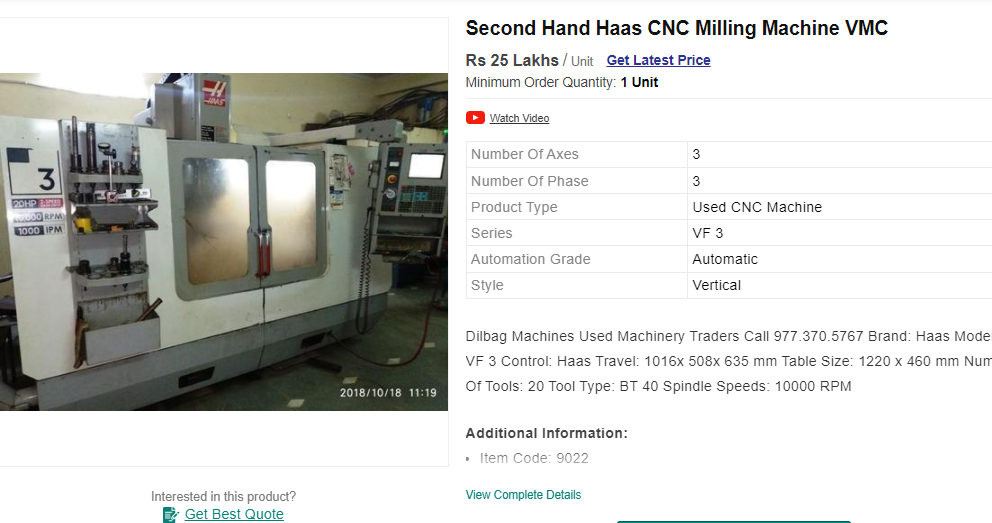 Second Hand Haas CNC Milling Machine VMC
Rs 25 Lakhs / Unit Get Latest Price
Minimum Order Quantity: 1 Unit
Watch Video
Number Of Axes 3
Number Of Phase 3
Product Type Used CNC Machine
Series VF 3
Automation Grade Automatic
Style Vertical
Dilbag Machines Used Machinery Traders Call 977.370.5767 Brand: Haas Mode
VF 3 Control: Haas Travel: 1016x 508x 635 mm Table Size: 1220 x 460 mm Num
Of Tools: 20 Tool Type: BT 40 Spindle Speeds: 10000 RPM
Additional Information:
• Item Code: 9022
View Complete Details
HAAS
3
20HP
RPM
1000 IPM
2018/10/18 11:19
Interested in this product?
Get Best Quote